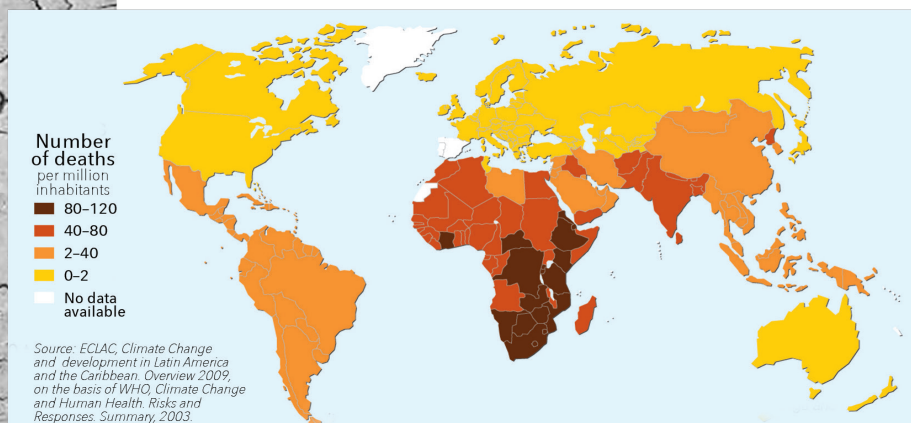 Number
of deaths
per million
inhabitants
80–120
40–80
2–40
0–2
No data
available
Source: ECLAC, Climate Change
and development in Latin America
and the Caribbean. Overview 2009,
on the basis of WHO, Climate Change
and Human Health. Risks and
Responses. Summary, 2003.